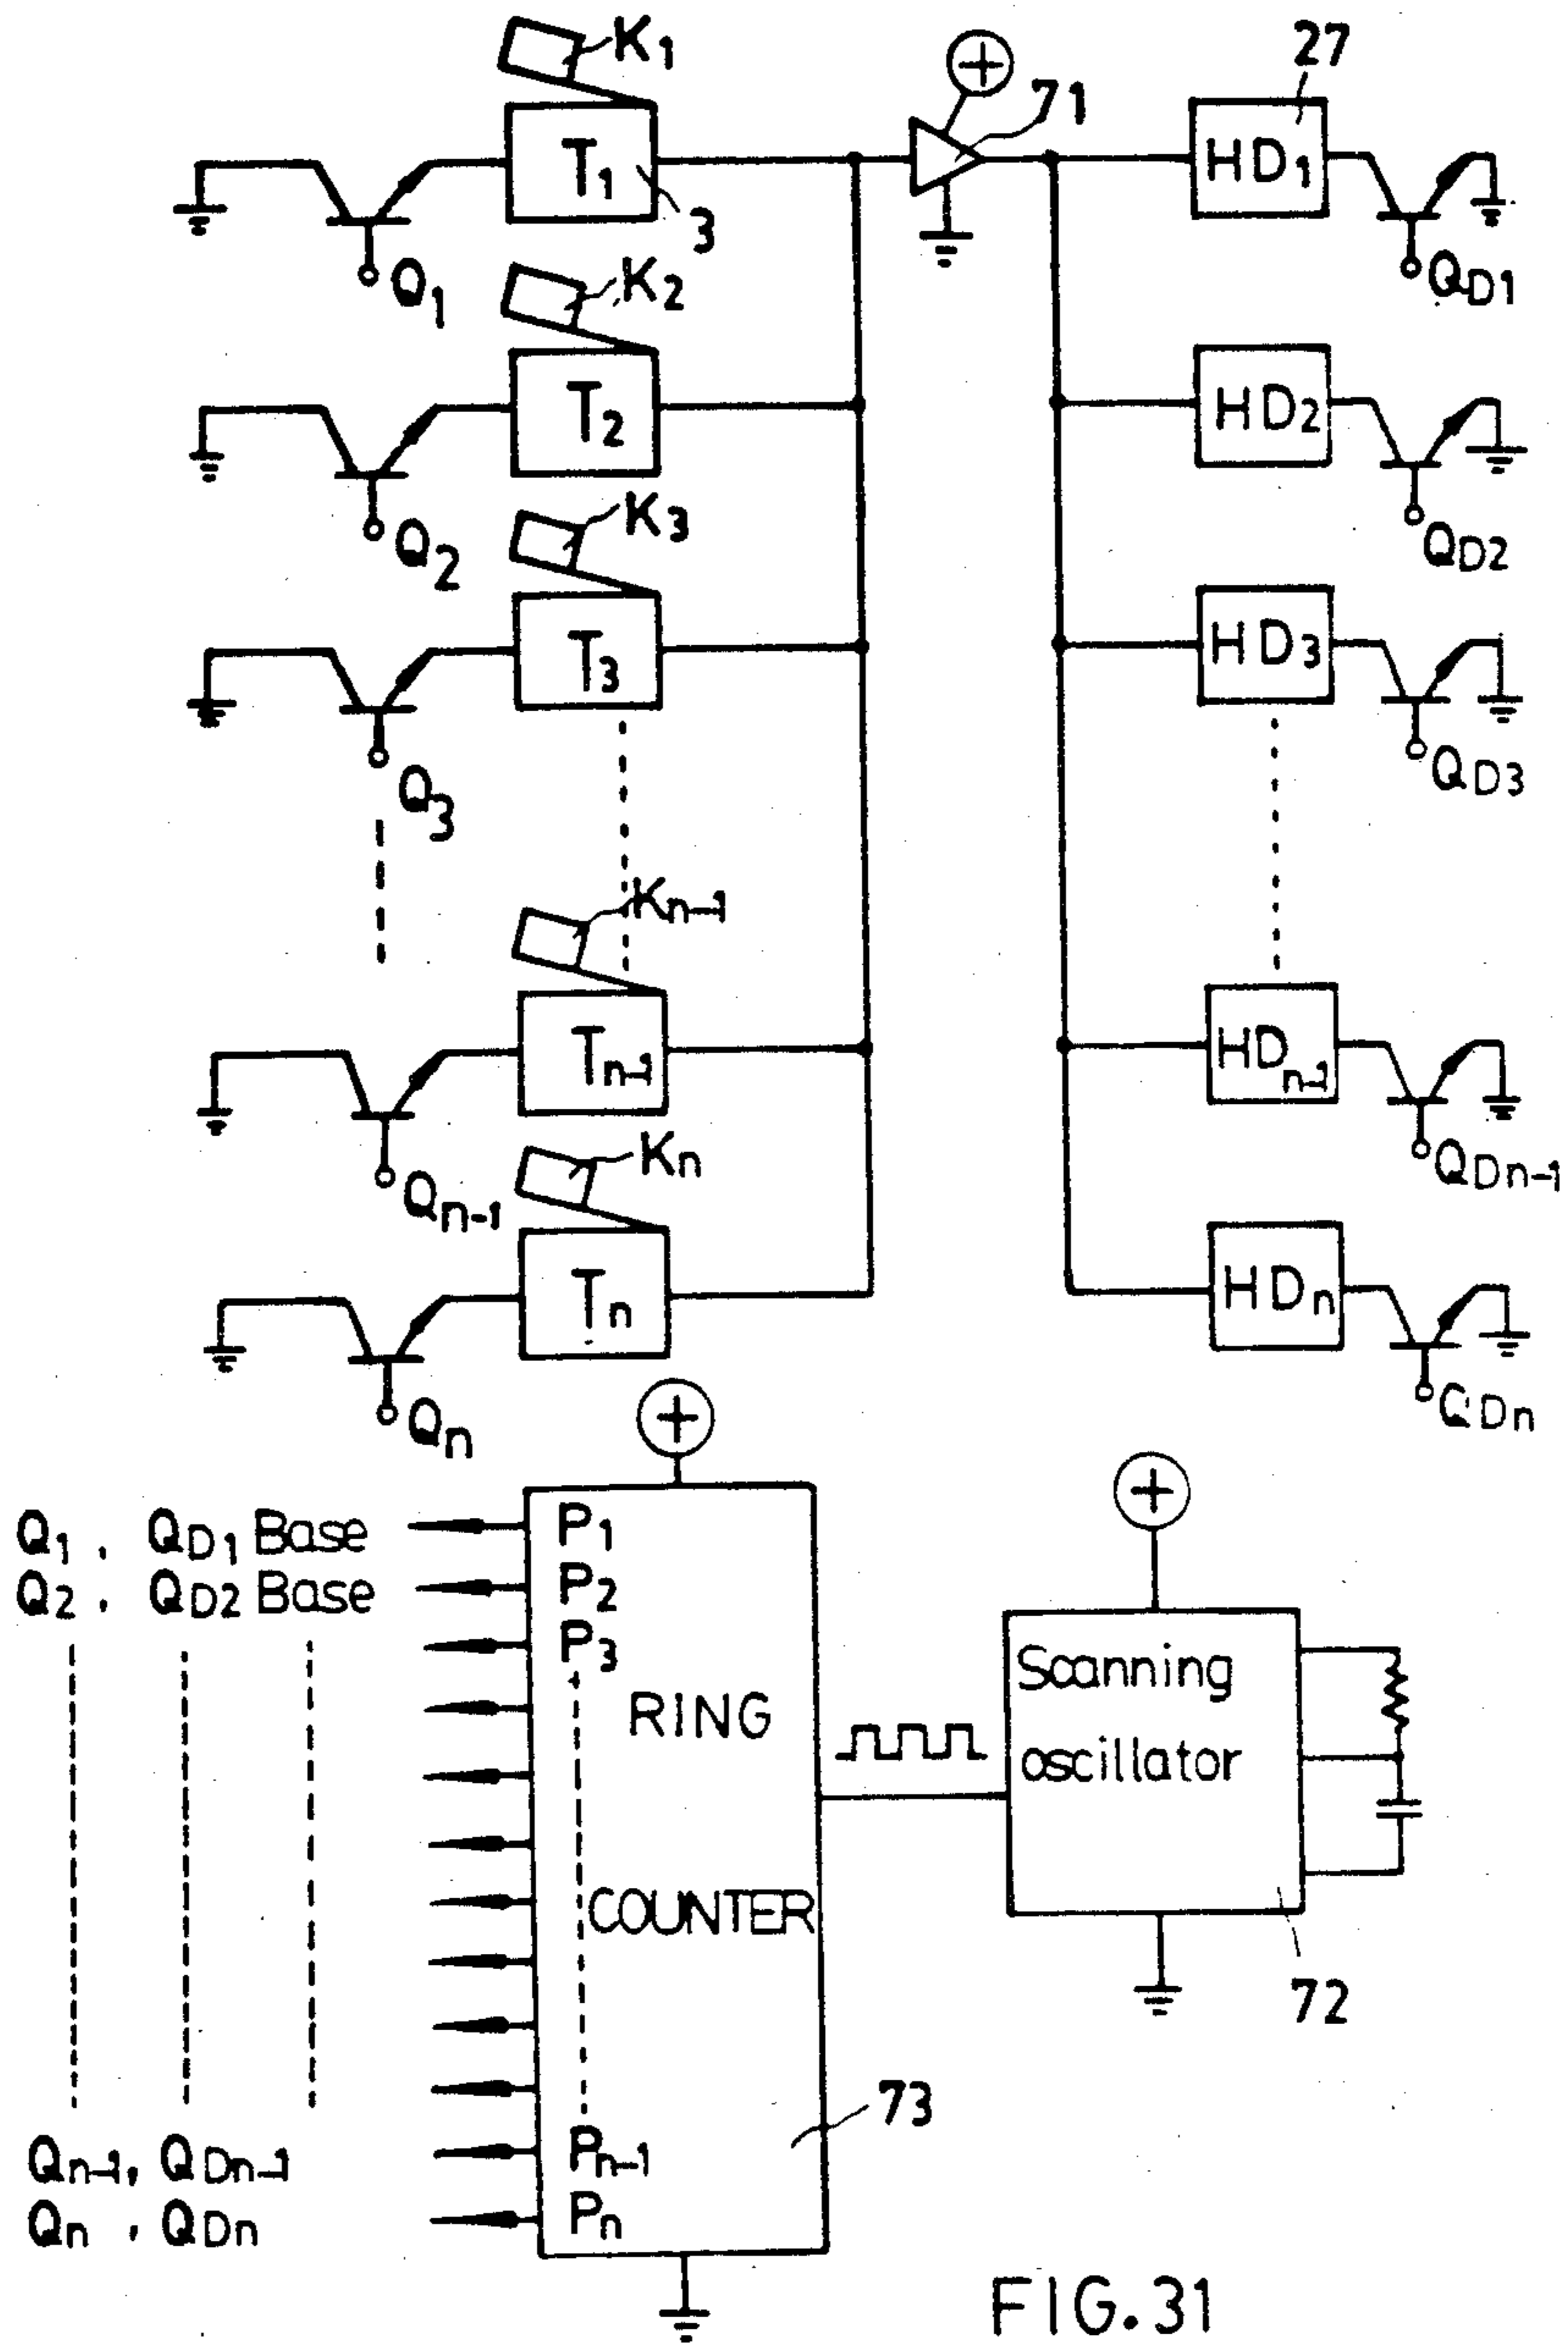 K1
27
71
T1
HD1
3
Q1
QD1
K2
T2
HD2
Q2
QD2
K3
T3
HD3
Q3
QD3
Kn-1
Tn-1
HDn-1
Qn-1
QDn-1
Kn
Tn
HDn
Qn
QDn
Q1, QD1 Base
P1
Q2, QD2 Base
P2
P3
Scanning
RING
oscillator
COUNTER
72
73
Qn-1, QDn-1
Pn-1
Qn, QDn
Pn
FIG.31